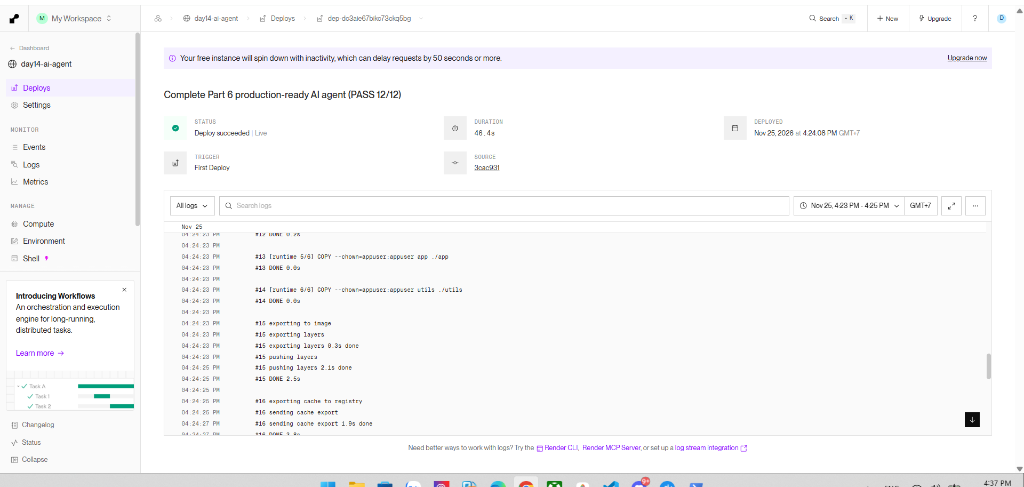 M My Workspace
day14-ai-agent
Deploys
Search
+ New
Upgrade
?
D
← Dashboard
day14-ai-agent
Deploys
Settings
MONITOR
Events
Logs
Metrics
MANAGE
Compute
Environment
Shell
Introducing Workflows
An orchestration and execution
engine for long-running,
distributed tasks.
Learn more →
Task A
Task 1
Task 2
Changelog
Status
Collapse
Your free instance will spin down with inactivity, which can delay requests by 50 seconds or more.
Upgrade now
Complete Part 6 production-ready AI agent (PASS 12/12)
STATUS
Deploy succeeded | Live
DURATION
DEPLOYED
GMT+7
TRIGGER
First Deploy
SOURCE
All logs
Search logs
Nov 25, 4:23 PM - 4:25 PM
GMT+7
Nov 25
04:24:23 PM
04:24:23 PM #13 [runtime 5/6] COPY --chown=appuser:appuser app ./app
04:24:23 PM #13 DONE 0.0s
04:24:23 PM
04:24:23 PM #14 [runtime 6/6] COPY --chown=appuser:appuser utils ./utils
04:24:23 PM #14 DONE 0.0s
04:24:23 PM
04:24:23 PM #15 exporting to image
04:24:23 PM #15 exporting layers
04:24:23 PM #15 exporting layers 0.3s done
04:24:23 PM #15 pushing layers
04:24:25 PM #15 pushing layers 2.1s done
04:24:25 PM #15 DONE 2.5s
04:24:25 PM
04:24:25 PM #16 exporting cache to registry
04:24:26 PM #16 sending cache export
04:24:27 PM #16 sending cache export 1.9s done
Need better ways to work with logs? Try the Render CLI, Render MCP Server, or set up a log stream integration
4:37 PM